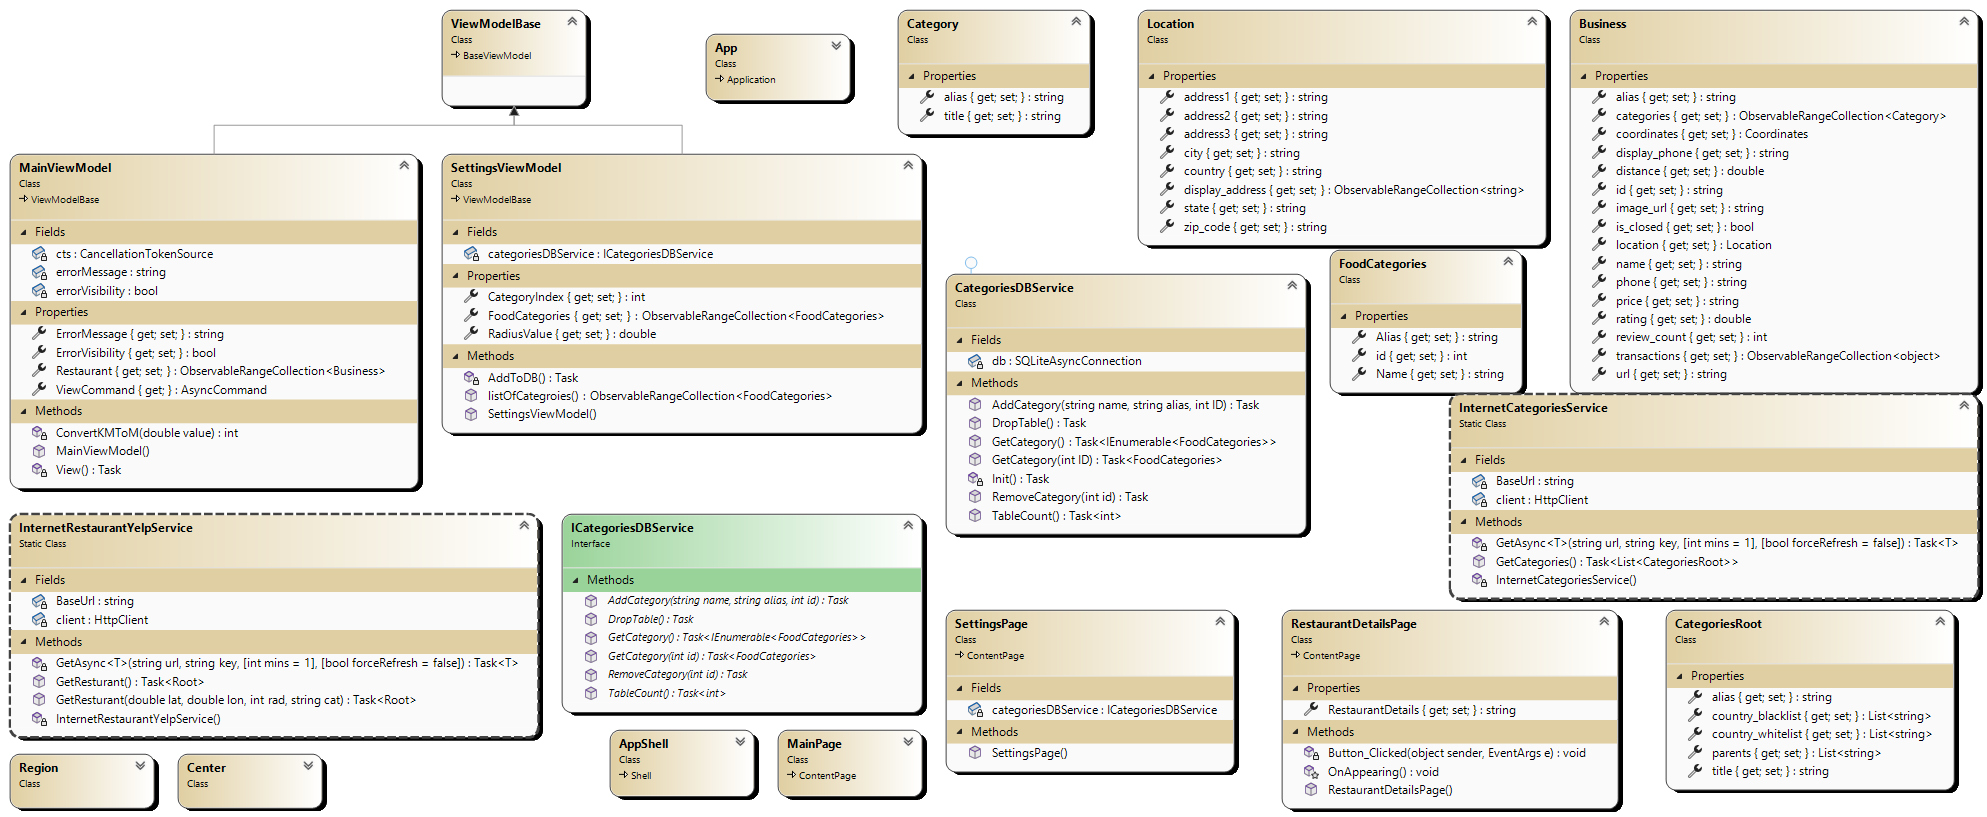 ViewModelBase
Class
BaseViewModel
App
Class
Application
Category
Class
Properties
alias { get; set; } : string
title { get; set; } : string
Location
Class
Properties
address1 { get; set; } : string
address2 { get; set; } : string
address3 { get; set; } : string
city { get; set; } : string
country { get; set; } : string
display_address { get; set; } : ObservableRangeCollection<string>
state { get; set; } : string
zip_code { get; set; } : string
Business
Class
Properties
alias { get; set; } : string
categories { get; set; } : ObservableRangeCollection<Category>
coordinates { get; set; } : Coordinates
display_phone { get; set; } : string
distance { get; set; } : double
id { get; set; } : string
image_url { get; set; } : string
is_closed { get; set; } : bool
location { get; set; } : Location
name { get; set; } : string
phone { get; set; } : string
price { get; set; } : string
rating { get; set; } : double
review_count { get; set; } : int
transactions { get; set; } : ObservableRangeCollection<object>
url { get; set; } : string
MainViewModel
Class
ViewModelBase
Fields
cts : CancellationTokenSource
errorMessage : string
errorVisibility : bool
Properties
ErrorMessage { get; set; } : string
ErrorVisibility { get; set; } : bool
Restaurant { get; set; } : ObservableRangeCollection<Business>
ViewCommand { get; } : AsyncCommand
Methods
ConvertKMToM(double value) : int
MainViewModel()
View() : Task
SettingsViewModel
Class
ViewModelBase
Fields
categoriesDBService : ICategoriesDBService
Properties
CategoryIndex { get; set; } : int
FoodCategories { get; set; } : ObservableRangeCollection<FoodCategories>
RadiusValue { get; set; } : double
Methods
AddToDB() : Task
listOfCategroies() : ObservableRangeCollection<FoodCategories>
SettingsViewModel()
CategoriesDBService
Class
Fields
db : SQLiteAsyncConnection
Methods
AddCategory(string name, string alias, int ID) : Task
DropTable() : Task
GetCategory() : Task<IEnumerable<FoodCategories>>
GetCategory(int ID) : Task<FoodCategories>
Init() : Task
RemoveCategory(int id) : Task
TableCount() : Task<int>
FoodCategories
Class
Properties
Alias { get; set; } : string
id { get; set; } : int
Name { get; set; } : string
InternetCategoriesService
Static Class
Fields
BaseUrl : string
client : HttpClient
Methods
GetAsync<T>(string url, string key, [int mins = 1], [bool forceRefresh = false]) : Task<T>
GetCategories() : Task<List<CategoriesRoot>>
InternetCategoriesService()
InternetRestaurantYelpService
Static Class
Fields
BaseUrl : string
client : HttpClient
Methods
GetAsync<T>(string url, string key, [int mins = 1], [bool forceRefresh = false]) : Task<T>
GetResturant() : Task<Root>
GetResturant(double lat, double lon, int rad, string cat) : Task<Root>
InternetRestaurantYelpService()
ICategoriesDBService
Interface
Methods
AddCategory(string name, string alias, int id) : Task
DropTable() : Task
GetCategory() : Task<IEnumerable<FoodCategories>>
GetCategory(int id) : Task<FoodCategories>
RemoveCategory(int id) : Task
TableCount() : Task<int>
SettingsPage
Class
ContentPage
Fields
categoriesDBService : ICategoriesDBService
Methods
SettingsPage()
RestaurantDetailsPage
Class
ContentPage
Properties
RestaurantDetails { get; set; } : string
Methods
Button_Clicked(object sender, EventArgs e) : void
OnAppearing() : void
RestaurantDetailsPage()
CategoriesRoot
Class
Properties
alias { get; set; } : string
country_blacklist { get; set; } : List<string>
country_whitelist { get; set; } : List<string>
parents { get; set; } : List<string>
title { get; set; } : string
Region
Class
Center
Class
AppShell
Class
Shell
MainPage
Class
ContentPage